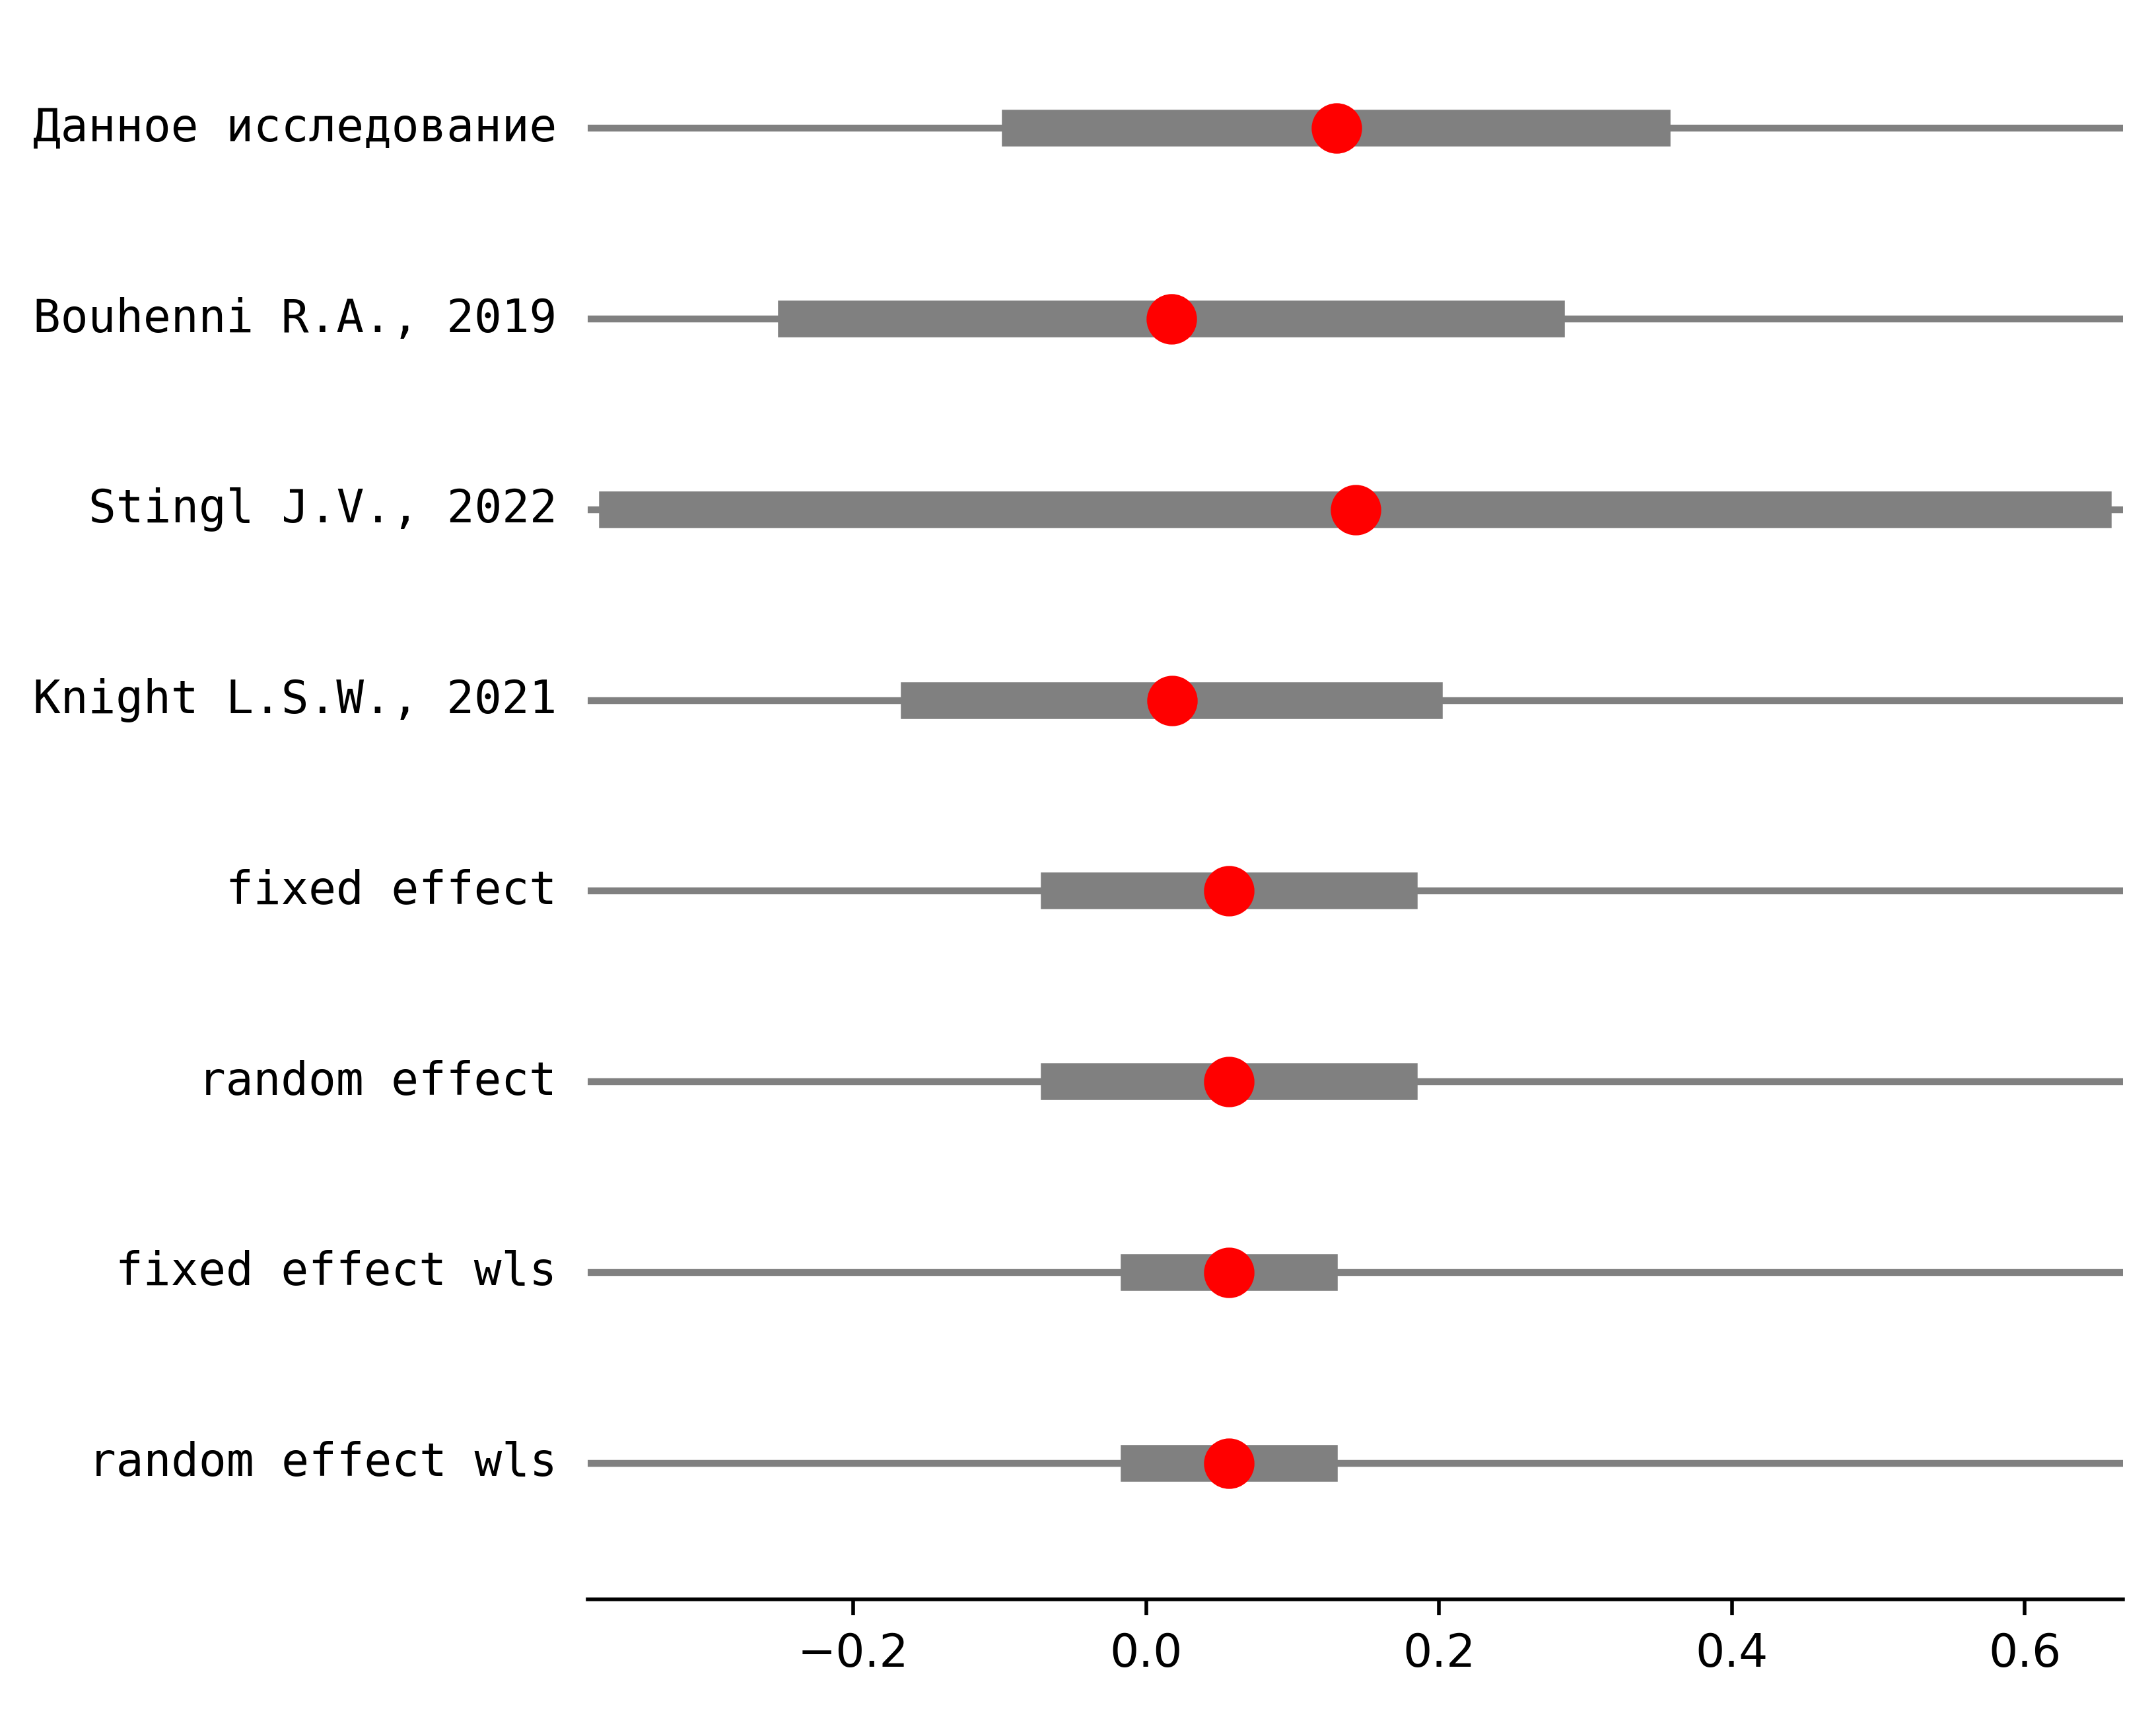 Данное исследование
Bouhenni R.A., 2019
Stingl J.V., 2022
Knight L.S.W., 2021
fixed effect
random effect
fixed effect wls
random effect wls
−0.2 0.0 0.2 0.4 0.6